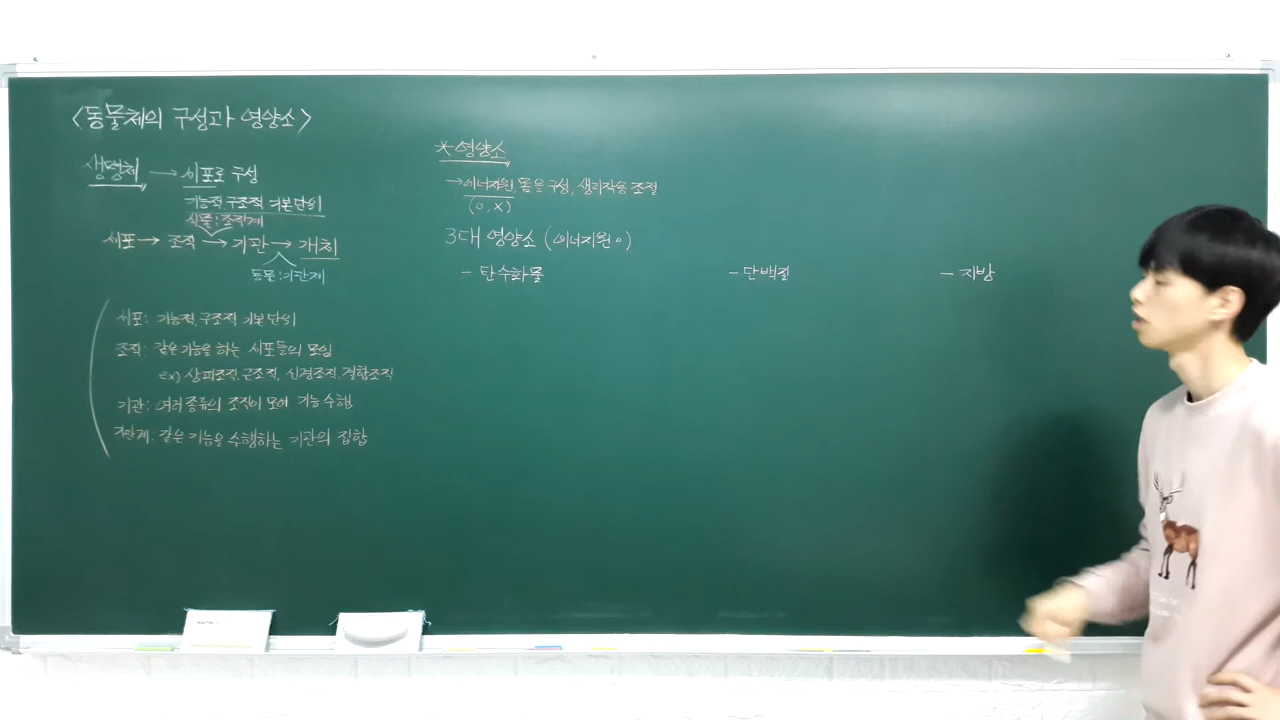 <동물체의 구성과 영양소>
생명체 → 세포로 구성
기능적, 구조적 기본단위
식물:조직계
세포 → 조직 → 기관 → 개체
동물:기관계
세포: 기능적, 구조적 기본단위
조직: 같은 기능을 하는 세포들의 모임
ex) 상피조직, 근조직, 신경조직, 결합조직
기관: 여러 종류의 조직이 모여 기능 수행
기관계: 같은 기능을 수행하는 기관의 집합
*영양소
→에너지원, 몸을 구성, 생리작용 조절
(o, x)
3대 영양소 (에너지원 o)
- 탄수화물
- 단백질
- 지방